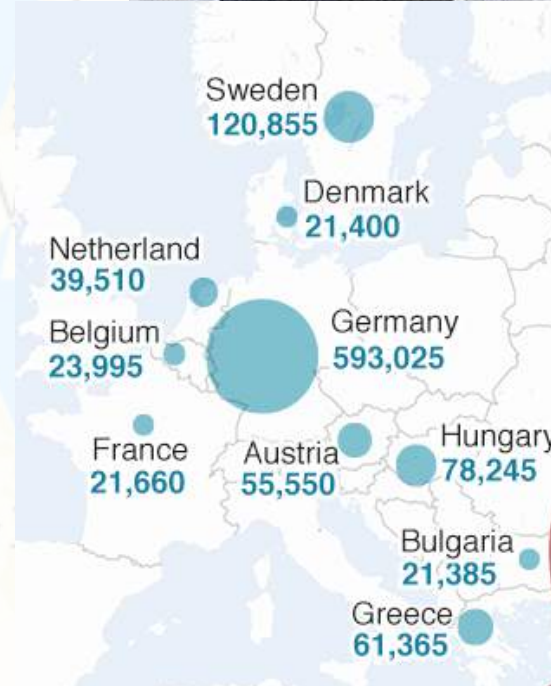 Sweden
120,855
Denmark
21,400
Netherland
39,510
Germany
593,025
Belgium
23,995
France
21,660
Austria
55,550
Hungary
78,245
Bulgaria
21,385
Greece
61,365